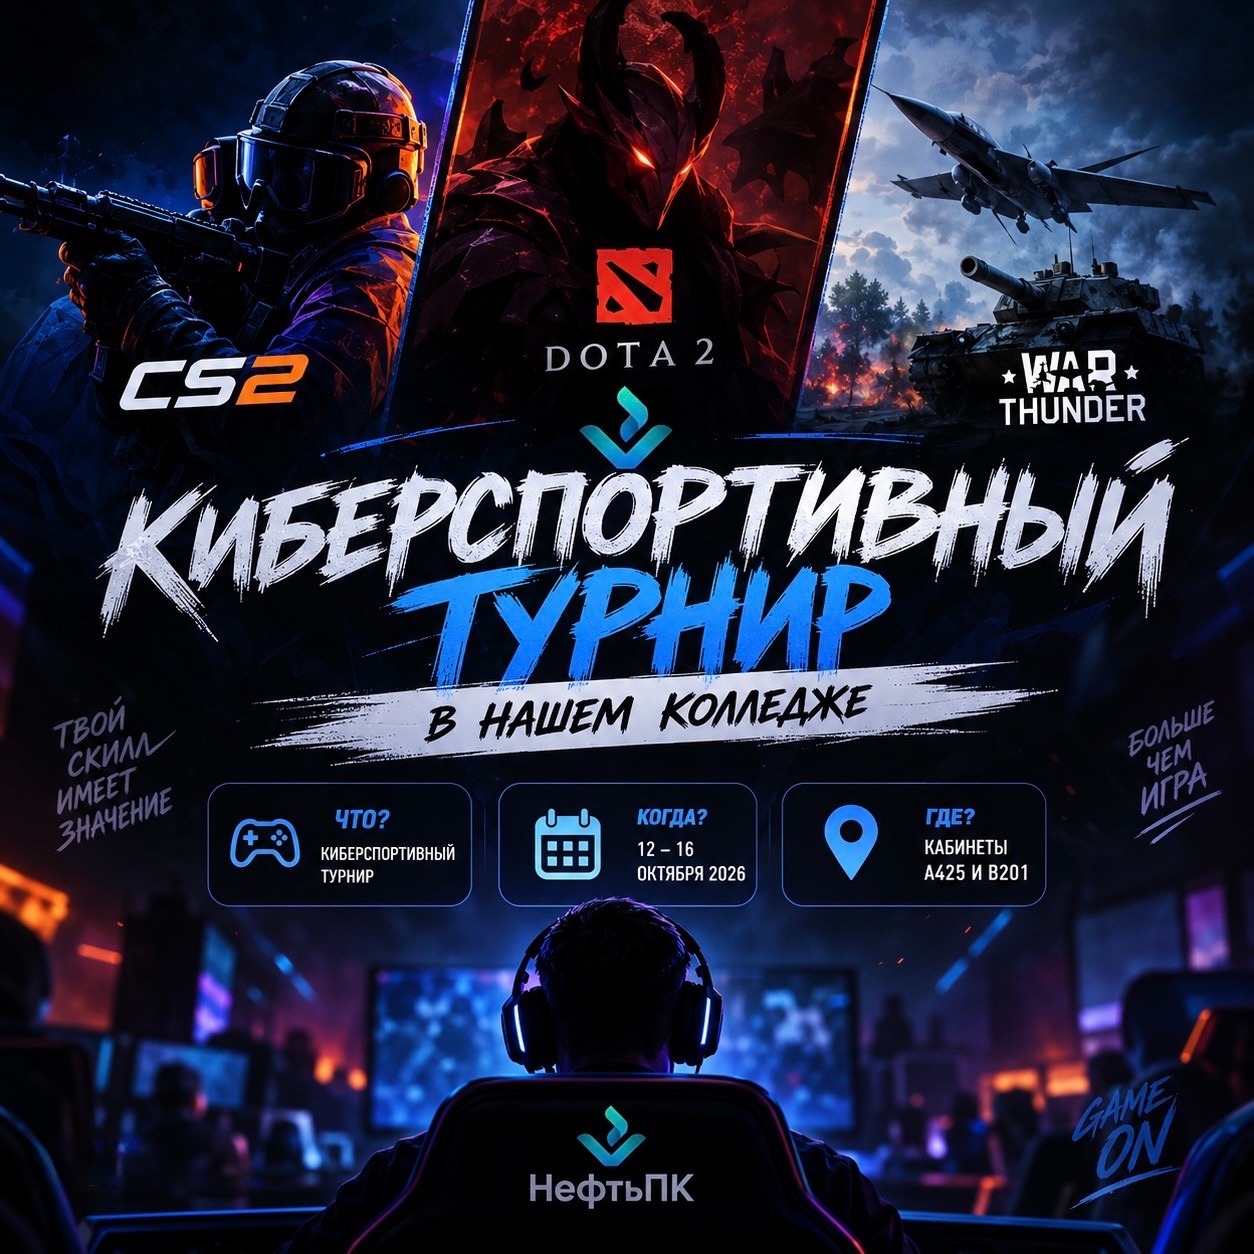 CS2
DOTA 2
WAR
THUNDER
КИБЕРСПОРТИВНЫЙ
ТУРНИР
В НАШЕМ КОЛЛЕДЖЕ
ТВОЙ
СКИЛЛ
ИМЕЕТ
ЗНАЧЕНИЕ
БОЛЬШЕ
ЧЕМ
ИГРА
ЧТО?
КИБЕРСПОРТИВНЫЙ
ТУРНИР
КОГДА?
12 – 16
ОКТЯБРЯ 2026
ГДЕ?
КАБИНЕТЫ
А425 И В201
GAME
ON
НефтьПК